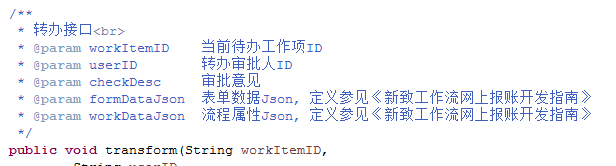 /**
 * 转办接口<br>
 * @param workItemID 当前待办工作项ID
 * @param userID 转办审批人ID
 * @param checkDesc 审批意见
 * @param formDataJson 表单数据Json, 定义参见《新致工作流网上报账开发指南》
 * @param workDataJson 流程属性Json, 定义参见《新致工作流网上报账开发指南》
 */
public void transform(String workItemID,
String userID